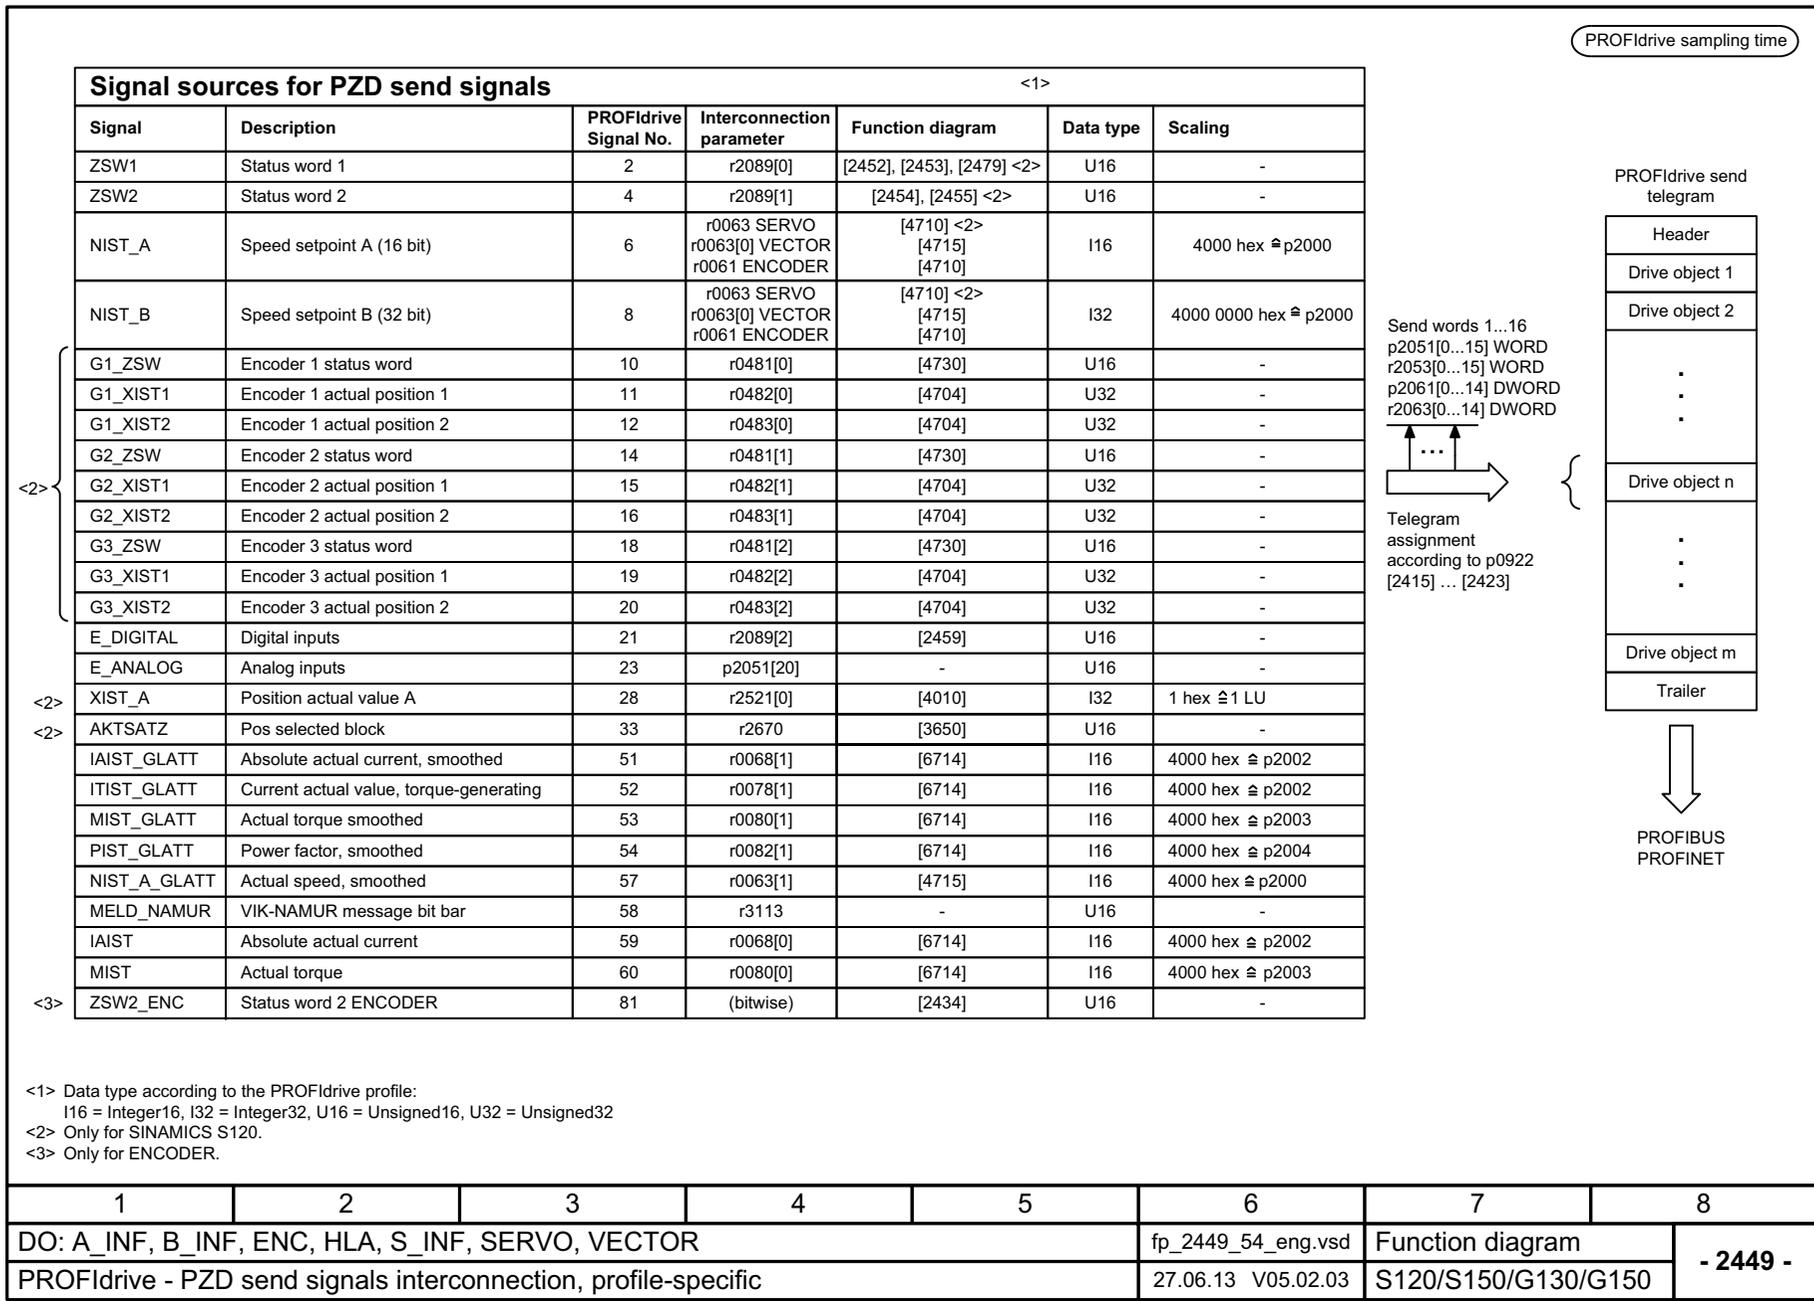 PROFIdrive sampling time
Signal sources for PZD send signals <1>
Signal Description PROFIdrive Signal No. Interconnection parameter Function diagram Data type Scaling
ZSW1 Status word 1 2 r2089[0] [2452], [2453], [2479] <2> U16 -
ZSW2 Status word 2 4 r2089[1] [2454], [2455] <2> U16 -
NIST_A Speed setpoint A (16 bit) 6 r0063 SERVO r0063[0] VECTOR r0061 ENCODER [4710] <2> [4715] [4710] I16 4000 hex ≙ p2000
NIST_B Speed setpoint B (32 bit) 8 r0063 SERVO r0063[0] VECTOR r0061 ENCODER [4710] <2> [4715] [4710] I32 4000 0000 hex ≙ p2000
<2>
G1_ZSW Encoder 1 status word 10 r0481[0] [4730] U16 -
G1_XIST1 Encoder 1 actual position 1 11 r0482[0] [4704] U32 -
G1_XIST2 Encoder 1 actual position 2 12 r0483[0] [4704] U32 -
G2_ZSW Encoder 2 status word 14 r0481[1] [4730] U16 -
G2_XIST1 Encoder 2 actual position 1 15 r0482[1] [4704] U32 -
G2_XIST2 Encoder 2 actual position 2 16 r0483[1] [4704] U32 -
G3_ZSW Encoder 3 status word 18 r0481[2] [4730] U16 -
G3_XIST1 Encoder 3 actual position 1 19 r0482[2] [4704] U32 -
G3_XIST2 Encoder 3 actual position 2 20 r0483[2] [4704] U32 -
E_DIGITAL Digital inputs 21 r2089[2] [2459] U16 -
E_ANALOG Analog inputs 23 p2051[20] - U16 -
<2> XIST_A Position actual value A 28 r2521[0] [4010] I32 1 hex ≙ 1 LU
<2> AKTSATZ Pos selected block 33 r2670 [3650] U16 -
IAIST_GLATT Absolute actual current, smoothed 51 r0068[1] [6714] I16 4000 hex ≙ p2002
ITIST_GLATT Current actual value, torque-generating 52 r0078[1] [6714] I16 4000 hex ≙ p2002
MIST_GLATT Actual torque smoothed 53 r0080[1] [6714] I16 4000 hex ≙ p2003
PIST_GLATT Power factor, smoothed 54 r0082[1] [6714] I16 4000 hex ≙ p2004
NIST_A_GLATT Actual speed, smoothed 57 r0063[1] [4715] I16 4000 hex ≙ p2000
MELD_NAMUR VIK-NAMUR message bit bar 58 r3113 - U16 -
IAIST Absolute actual current 59 r0068[0] [6714] I16 4000 hex ≙ p2002
MIST Actual torque 60 r0080[0] [6714] I16 4000 hex ≙ p2003
<3> ZSW2_ENC Status word 2 ENCODER 81 (bitwise) [2434] U16 -
Send words 1...16
p2051[0...15] WORD
r2053[0...15] WORD
p2061[0...14] DWORD
r2063[0...14] DWORD
...
Telegram
assignment
according to p0922
[2415] … [2423]
PROFIdrive send
telegram
Header
Drive object 1
Drive object 2
.
.
.
Drive object n
.
.
.
Drive object m
Trailer
PROFIBUS
PROFINET
<1> Data type according to the PROFIdrive profile:
I16 = Integer16, I32 = Integer32, U16 = Unsigned16, U32 = Unsigned32
<2> Only for SINAMICS S120.
<3> Only for ENCODER.
1 2 3 4 5 6 7 8
DO: A_INF, B_INF, ENC, HLA, S_INF, SERVO, VECTOR fp_2449_54_eng.vsd Function diagram - 2449 -
PROFIdrive - PZD send signals interconnection, profile-specific 27.06.13 V05.02.03 S120/S150/G130/G150